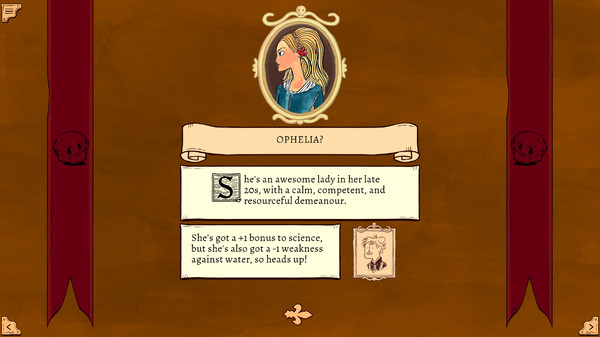 OPHELIA?
She's an awesome lady in her late
20s, with a calm, competent, and
resourceful demeanour.
She's got a +1 bonus to science,
but she's also got a -1 weakness
against water, so heads up!